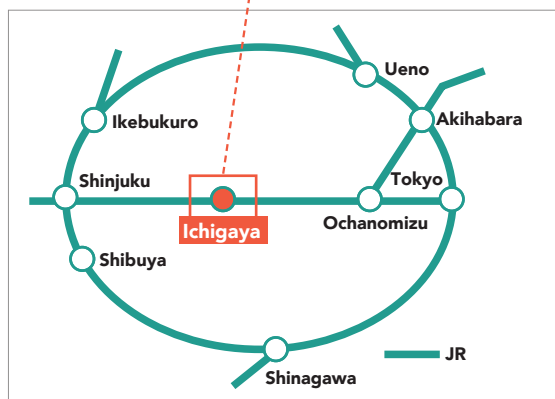 Ueno
Ikebukuro
Akihabara
Shinjuku
Tokyo
Ichigaya
Ochanomizu
Shibuya
JR
Shinagawa